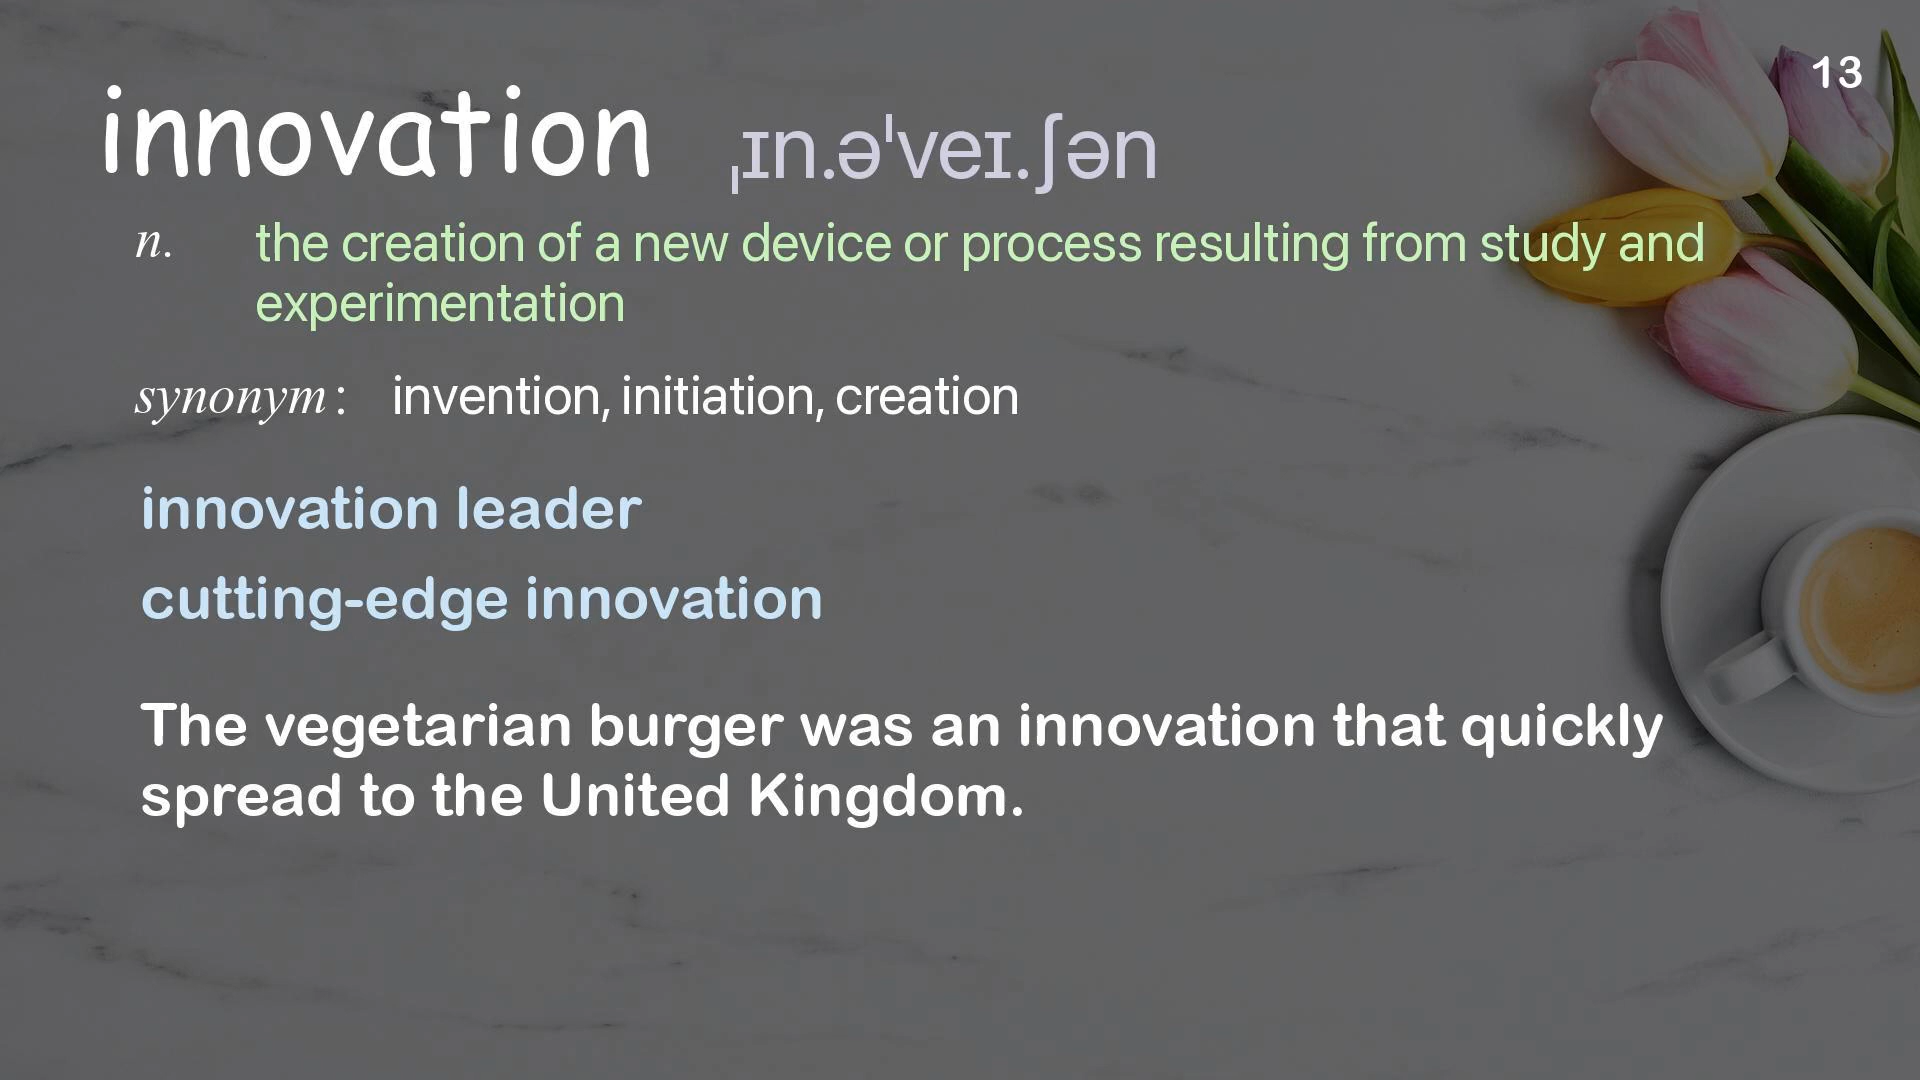 13
innovation ˌɪn.əˈveɪ.ʃən
n. the creation of a new device or process resulting from study and
experimentation
synonym : invention, initiation, creation
innovation leader
cutting-edge innovation
The vegetarian burger was an innovation that quickly
spread to the United Kingdom.